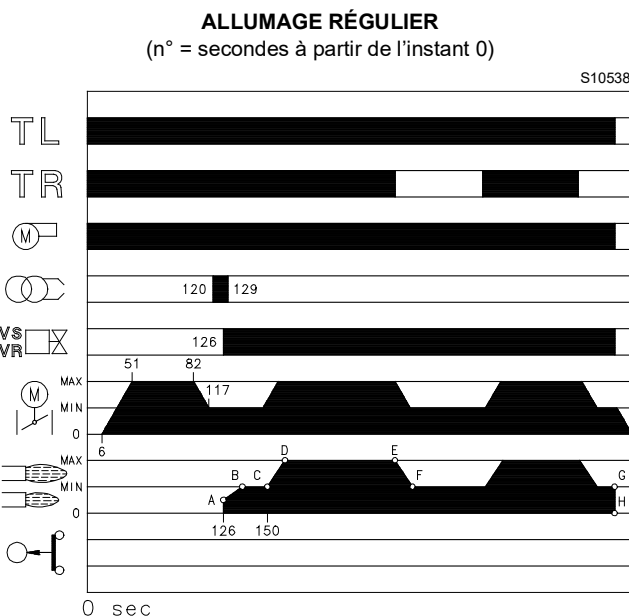 ALLUMAGE RÉGULIER
(n° = secondes à partir de l'instant 0)
S10538
TL
TR
M
120 129
VS
VR
126
51 82
MAX
M
117
MIN
0
6
MAX
D E
MIN
B C F G
A
0
H
126 150
0 sec